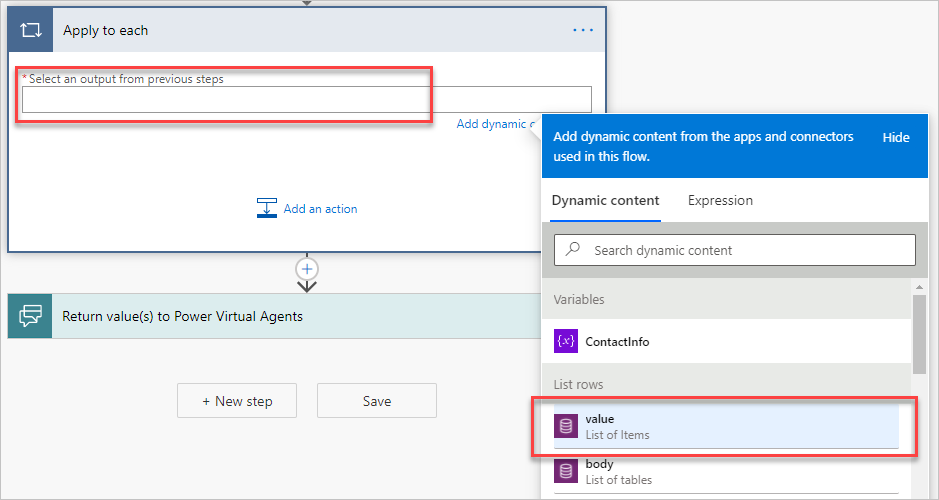 Apply to each
...
* Select an output from previous steps
Add dynamic c
Add an action
Return value(s) to Power Virtual Agents
+ New step
Save
Add dynamic content from the apps and connectors
used in this flow.
Hide
Dynamic content
Expression
Search dynamic content
Variables
{x}
ContactInfo
List rows
value
List of Items
body
List of tables